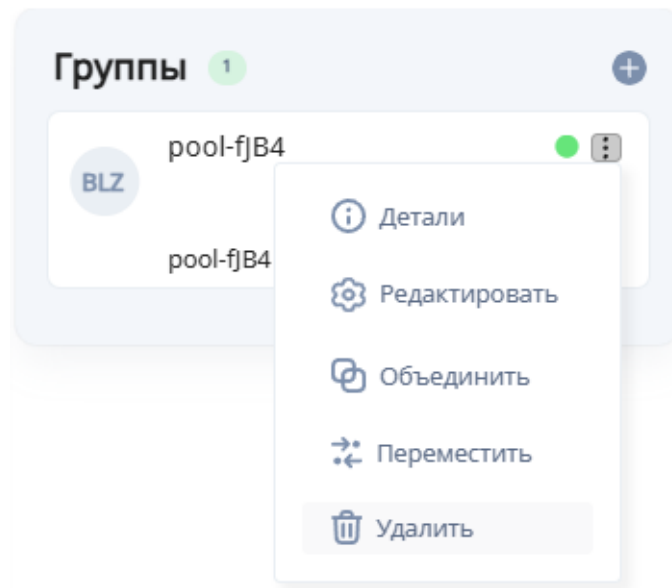 Группы 1
pool-fJB4
BLZ
pool-fJB4
Детали
Редактировать
Объединить
Переместить
Удалить